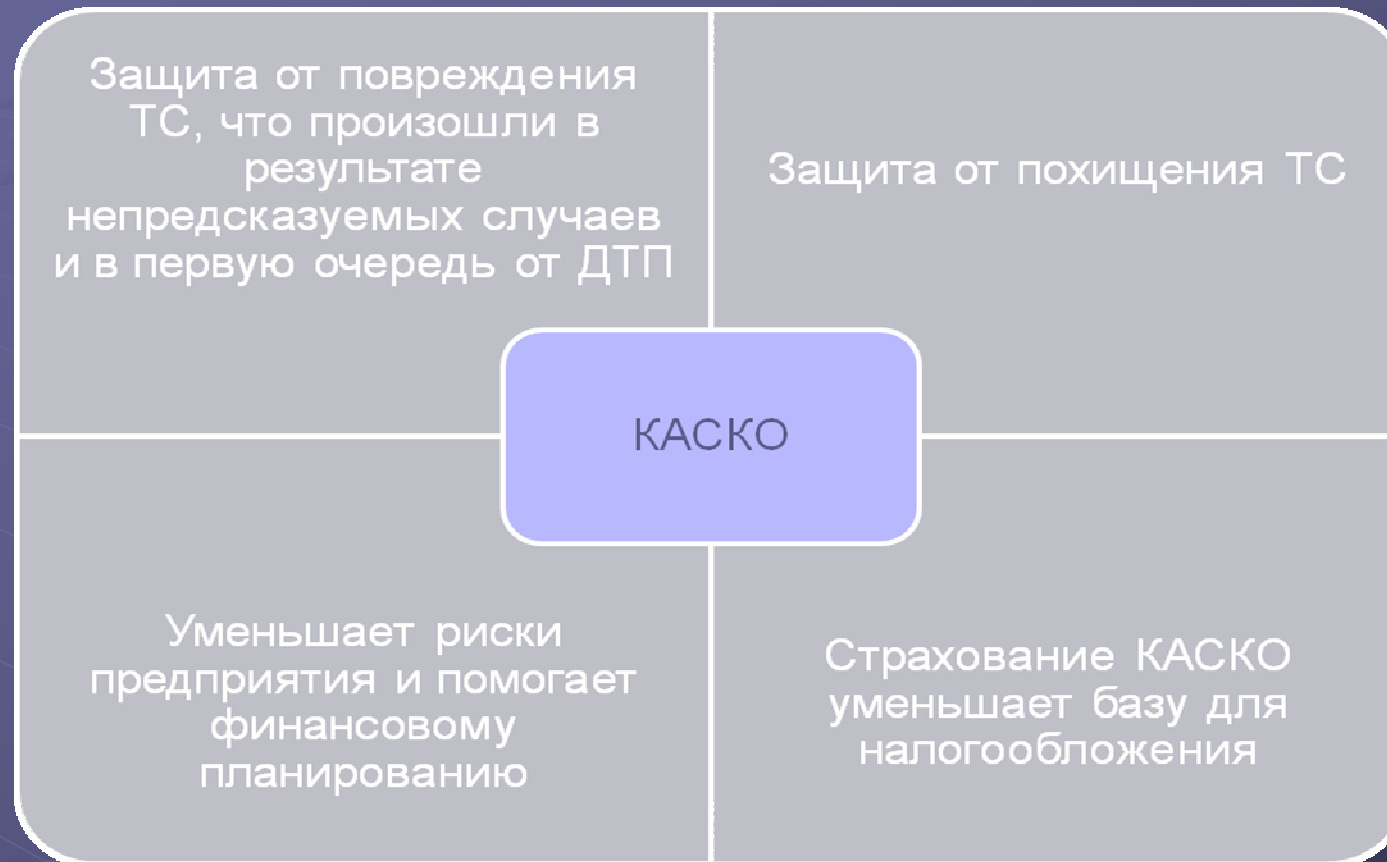 Защита от повреждения
ТС, что произошли в
результате
непредсказуемых случаев
и в первую очередь от ДТП
Защита от похищения ТС
КАСКО
Уменьшает риски
предприятия и помогает
финансовому
планированию
Страхование КАСКО
уменьшает базу для
налогообложения